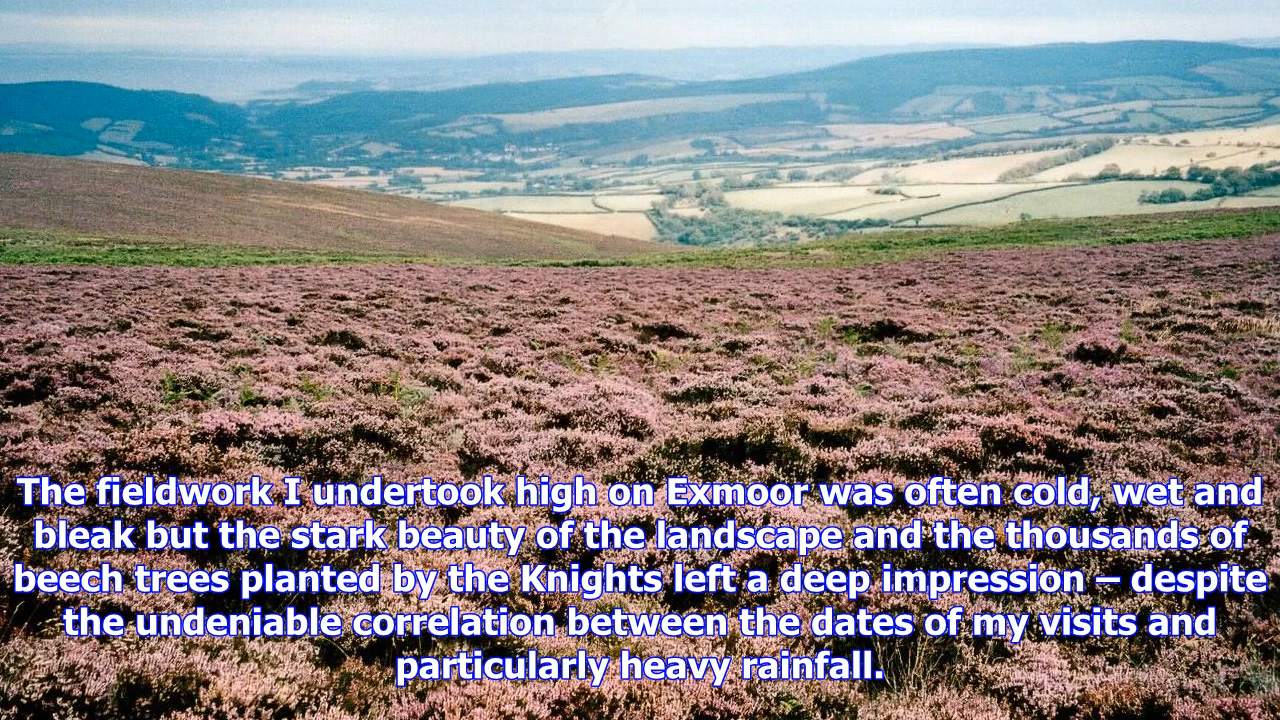 The fieldwork I undertook high on Exmoor was often cold, wet and
bleak but the stark beauty of the landscape and the thousands of
beech trees planted by the Knights left a deep impression – despite
the undeniable correlation between the dates of my visits and
particularly heavy rainfall.